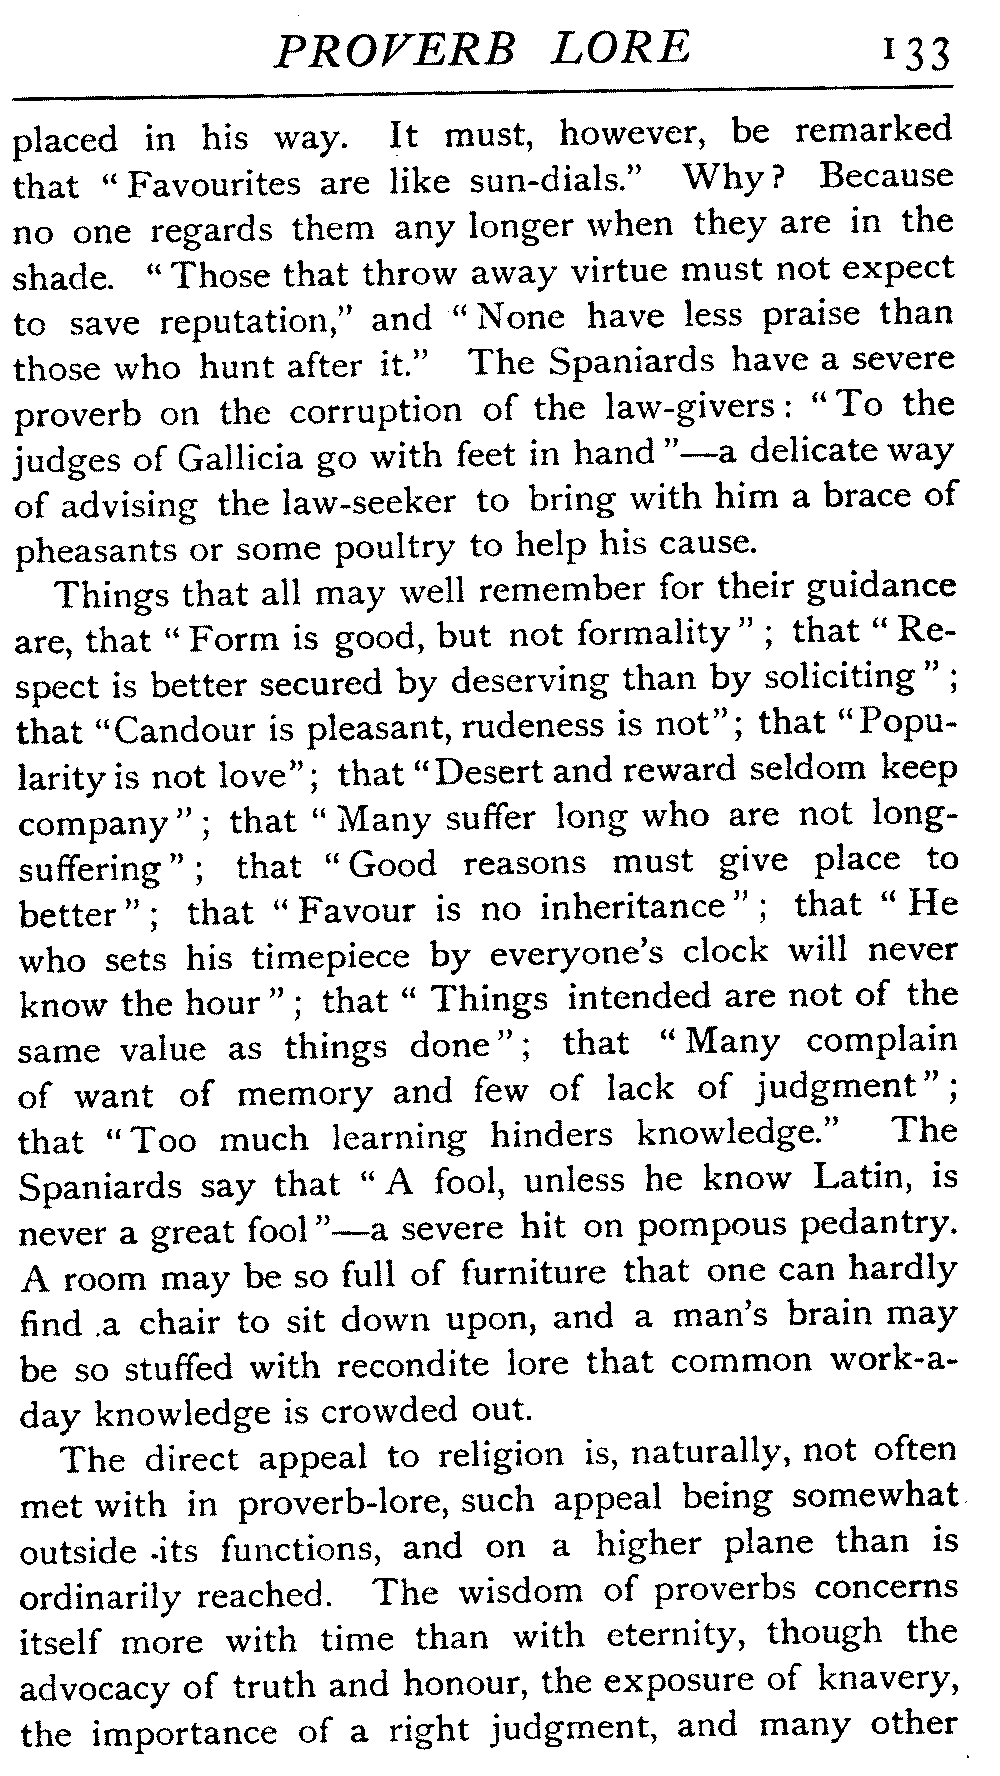 PROVERB LORE 133
placed in his way. It must, however, be remarked
that “Favourites are like sun-dials.” Why? Because
no one regards them any longer when they are in the
shade. “Those that throw away virtue must not expect
to save reputation,” and “None have less praise than
those who hunt after it.” The Spaniards have a severe
proverb on the corruption of the law-givers: “To the
judges of Gallicia go with feet in hand”—a delicate way
of advising the law-seeker to bring with him a brace of
pheasants or some poultry to help his cause.
Things that all may well remember for their guidance
are, that “Form is good, but not formality”; that “Re-
spect is better secured by deserving than by soliciting”;
that “Candour is pleasant, rudeness is not”; that “Popu-
larity is not love”; that “Desert and reward seldom keep
company”; that “Many suffer long who are not long-
suffering”; that “Good reasons must give place to
better”; that “Favour is no inheritance”; that “He
who sets his timepiece by everyone’s clock will never
know the hour”; that “Things intended are not of the
same value as things done”; that “Many complain
of want of memory and few of lack of judgment”;
that “Too much learning hinders knowledge.” The
Spaniards say that “A fool, unless he know Latin, is
never a great fool”—a severe hit on pompous pedantry.
A room may be so full of furniture that one can hardly
find a chair to sit down upon, and a man’s brain may
be so stuffed with recondite lore that common work-a-
day knowledge is crowded out.
The direct appeal to religion is, naturally, not often
met with in proverb-lore, such appeal being somewhat
outside its functions, and on a higher plane than is
ordinarily reached. The wisdom of proverbs concerns
itself more with time than with eternity, though the
advocacy of truth and honour, the exposure of knavery,
the importance of a right judgment, and many other